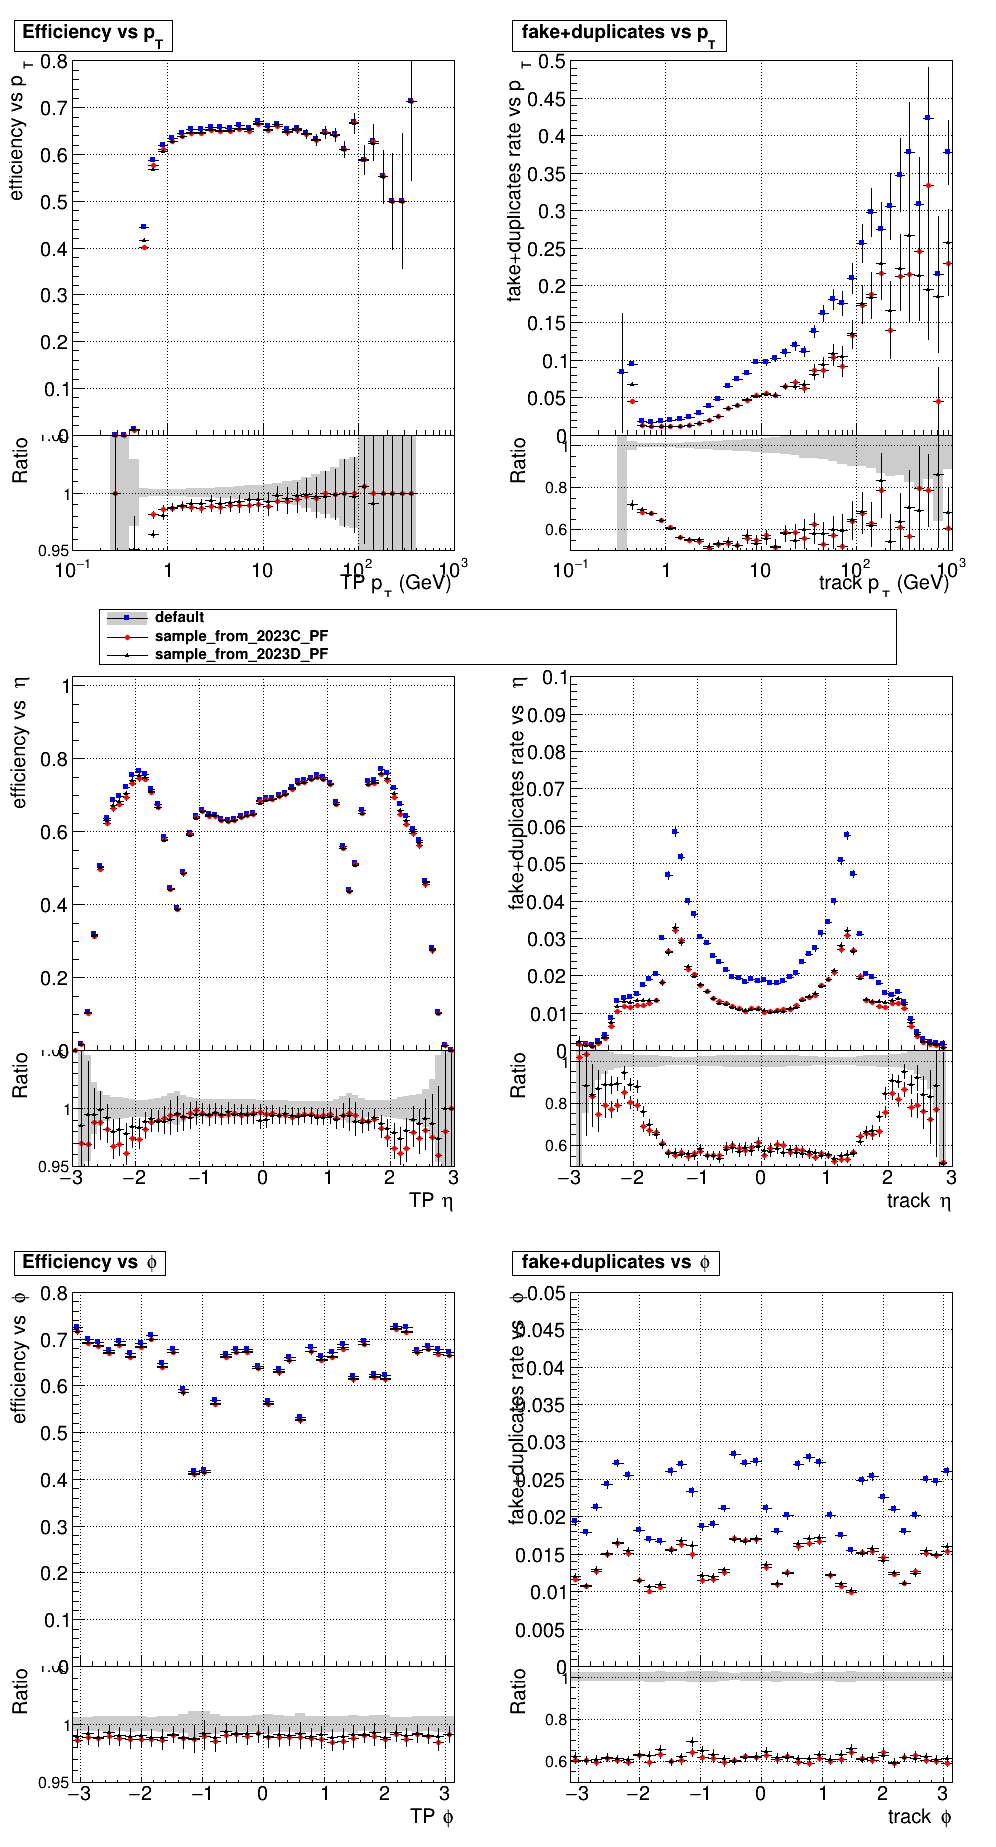 Efficiency vs p_T
fake+duplicates vs p_T
efficiency vs p_T
0.8
0.7
0.6
0.5
0.4
0.3
0.2
0.1
0
Ratio
1
0.95
10^-1
1
10
10^2
10^3
TP p_T (GeV)
fake+duplicates rate vs p_T
0.5
0.45
0.4
0.35
0.3
0.25
0.2
0.15
0.1
0.05
0
Ratio
1
0.8
0.6
10^-1
1
10
10^2
10^3
track p_T (GeV)
default
sample_from_2023C_PF
sample_from_2023D_PF
efficiency vs η
1
0.8
0.6
0.4
0.2
0
Ratio
1
0.95
−3 −2 −1 0 1 2 3
TP η
fake+duplicates rate vs η
0.1
0.09
0.08
0.07
0.06
0.05
0.04
0.03
0.02
0.01
0
Ratio
1
0.8
0.6
−3 −2 −1 0 1 2 3
track η
Efficiency vs ϕ
fake+duplicates vs ϕ
efficiency vs ϕ
0.8
0.7
0.6
0.5
0.4
0.3
0.2
0.1
0
Ratio
1
0.95
−3 −2 −1 0 1 2 3
TP ϕ
fake+duplicates rate vs ϕ
0.05
0.045
0.04
0.035
0.03
0.025
0.02
0.015
0.01
0.005
0
Ratio
1
0.8
0.6
−3 −2 −1 0 1 2 3
track ϕ